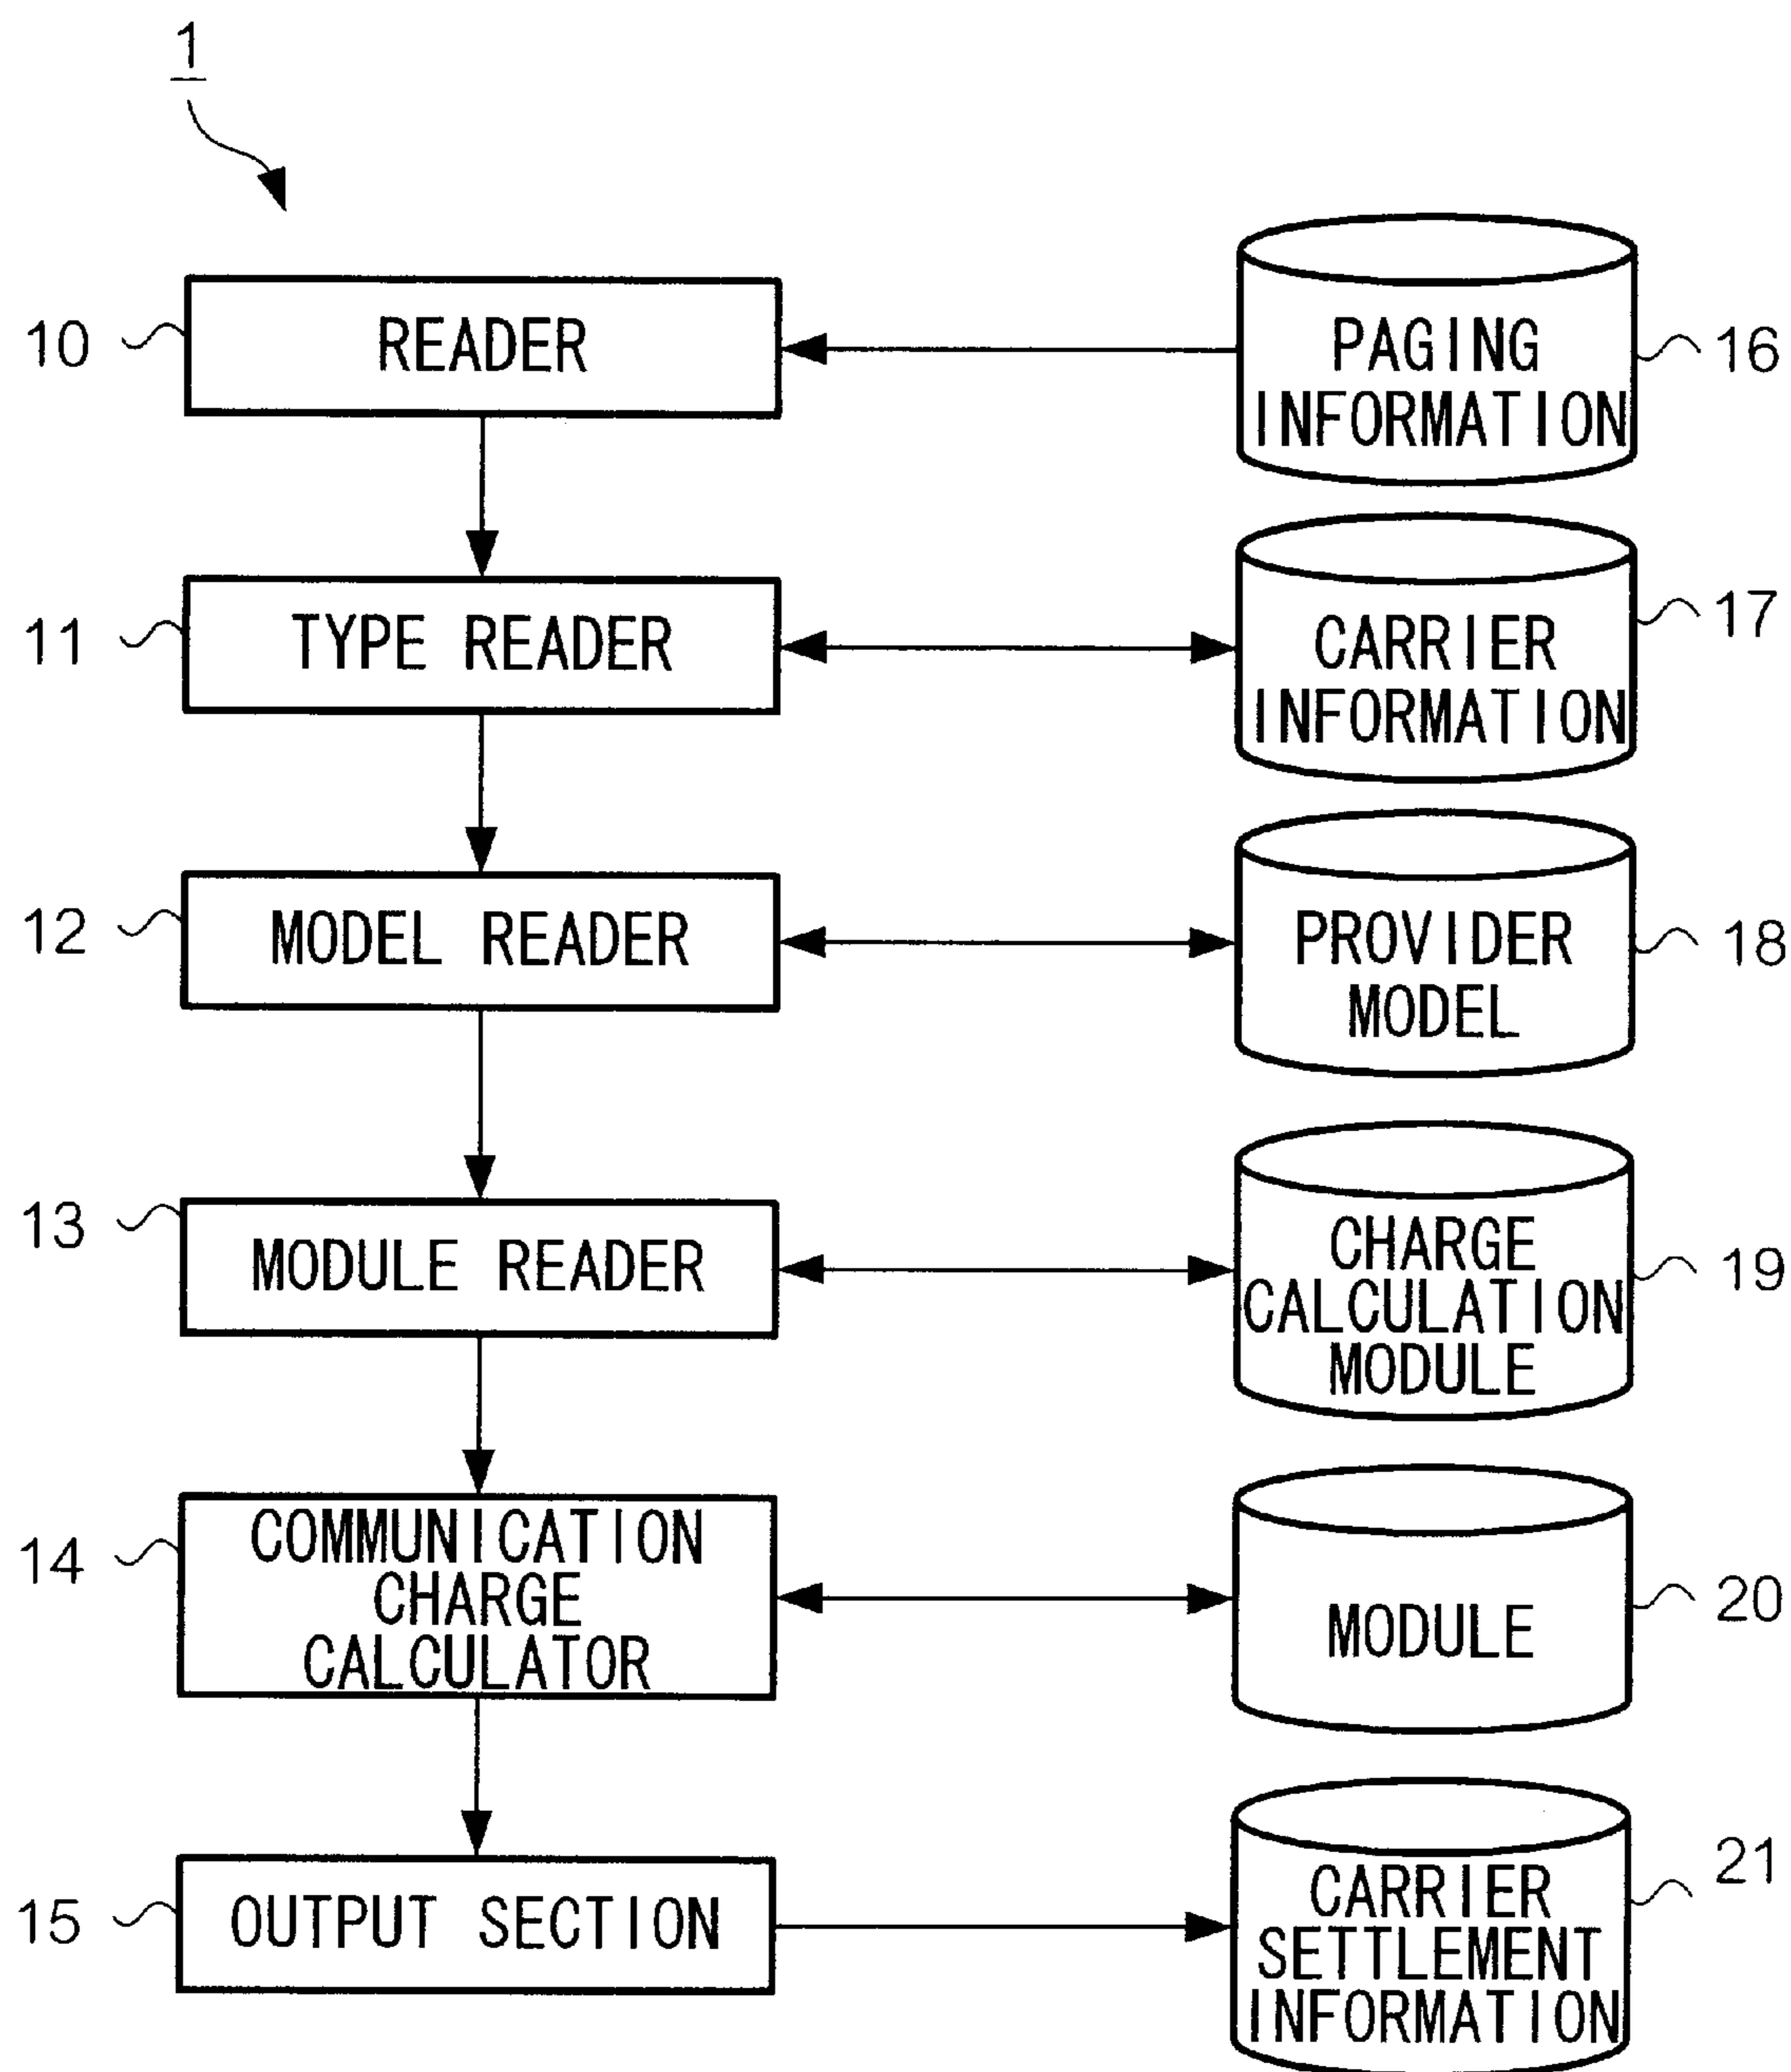 1
10
READER
PAGING
INFORMATION
16
11
TYPE READER
CARRIER
INFORMATION
17
12
MODEL READER
PROVIDER
MODEL
18
13
MODULE READER
CHARGE
CALCULATION
MODULE
19
14
COMMUNICATION
CHARGE
CALCULATOR
MODULE
20
15
OUTPUT SECTION
CARRIER
SETTLEMENT
INFORMATION
21